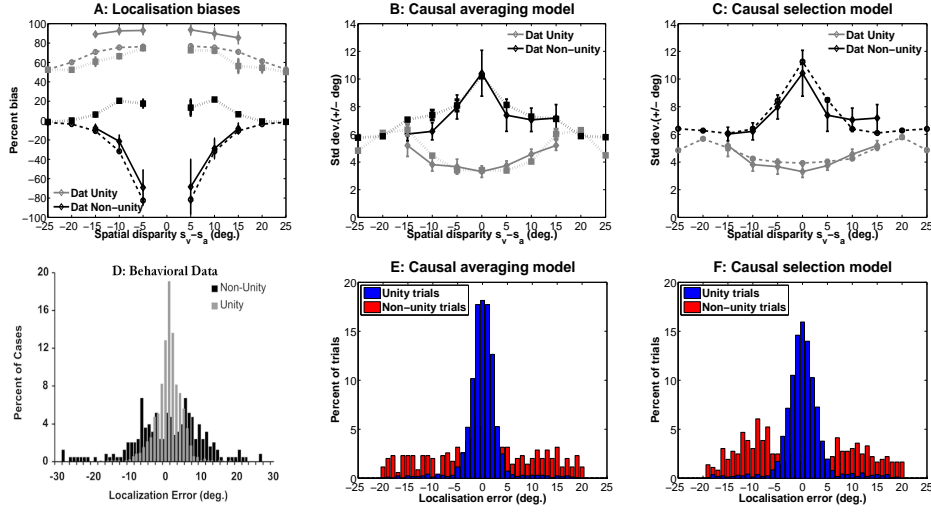 A: Localisation biases
Percent bias
100
80
60
40
20
0
−20
−40
−60
−80
−100
−25 −20 −15 −10 −5 0 5 10 15 20 25
Dat Unity
Dat Non−unity
Spatial disparity s_v−s_a (deg.)
B: Causal averaging model
Std dev.(+/− deg)
14
12
10
8
6
4
2
0
−25 −20 −15 −10 −5 0 5 10 15 20 25
Dat Unity
Dat Non−unity
Spatial disparity s_v−s_a (deg.)
C: Causal selection model
Std dev.(+/− deg)
14
12
10
8
6
4
2
0
−25 −20 −15 −10 −5 0 5 10 15 20 25
Dat Unity
Dat Non−unity
Spatial disparity s_v−s_a (deg.)
D: Behavioral Data
Percent of Cases
20
16
12
8
4
0
-30 -20 -10 0 10 20 30
Non-Unity
Unity
Localization Error (deg.)
E: Causal averaging model
Percent of trials
20
15
10
5
0
−25 −20 −15 −10 −5 0 5 10 15 20 25
Unity trials
Non−unity trials
Localisation error (deg.)
F: Causal selection model
Percent of trials
20
15
10
5
0
−25 −20 −15 −10 −5 0 5 10 15 20 25
Unity trials
Non−unity trials
Localisation error (deg.)